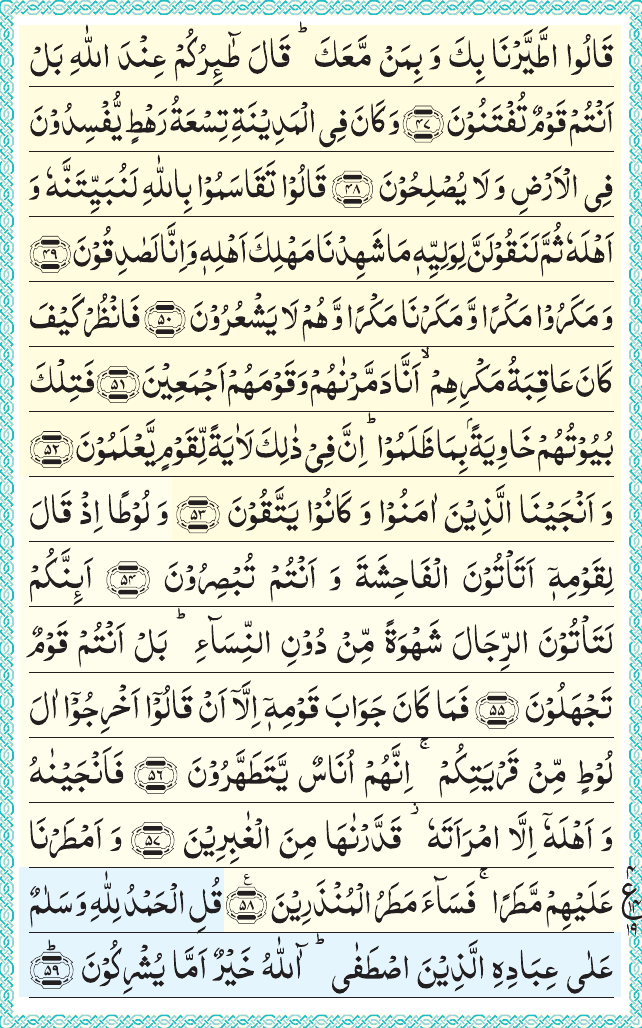 قَالُوا اطَّيَّرْنَا بِكَ وَ بِمَنْ مَّعَكَ ؕ قَالَ طٰٓئِرُكُمْ عِنْدَ اللّٰهِ بَلْ
اَنْتُمْ قَوْمٌ تُفْتَنُوْنَ ﴿۴۷﴾ وَ كَانَ فِی الْمَدِيْنَةِ تِسْعَةُ رَهْطٍ يُّفْسِدُوْنَ
فِی الْاَرْضِ وَ لَا يُصْلِحُوْنَ ﴿۴۸﴾ قَالُوْا تَقَاسَمُوْا بِاللّٰهِ لَنُبَيِّتَنَّهٗ وَ
اَهْلَهٗ ثُمَّ لَنَقُوْلَنَّ لِوَلِيِّهٖ مَا شَهِدْنَا مَهْلِكَ اَهْلِهٖ وَ اِنَّا لَصٰدِقُوْنَ ﴿۴۹﴾
وَ مَكَرُوْا مَكْرًا وَّ مَكَرْنَا مَكْرًا وَّ هُمْ لَا يَشْعُرُوْنَ ﴿۵۰﴾ فَانْظُرْ كَيْفَ
كَانَ عَاقِبَةُ مَكْرِهِمْ ۙ اَنَّا دَمَّرْنٰهُمْ وَ قَوْمَهُمْ اَجْمَعِيْنَ ﴿۵۱﴾ فَتِلْكَ
بُيُوْتُهُمْ خَاوِيَةًۢ بِمَا ظَلَمُوْا ؕ اِنَّ فِیْ ذٰلِكَ لَاٰيَةً لِّقَوْمٍ يَّعْلَمُوْنَ ﴿۵۲﴾
وَ اَنْجَيْنَا الَّذِيْنَ اٰمَنُوْا وَ كَانُوْا يَتَّقُوْنَ ﴿۵۳﴾ وَ لُوْطًا اِذْ قَالَ
لِقَوْمِهٖۤ اَتَاْتُوْنَ الْفَاحِشَةَ وَ اَنْتُمْ تُبْصِرُوْنَ ﴿۵۴﴾ اَئِنَّكُمْ
لَتَاْتُوْنَ الرِّجَالَ شَهْوَةً مِّنْ دُوْنِ النِّسَآءِ ؕ بَلْ اَنْتُمْ قَوْمٌ
تَجْهَلُوْنَ ﴿۵۵﴾ فَمَا كَانَ جَوَابَ قَوْمِهٖۤ اِلَّاۤ اَنْ قَالُوْۤا اَخْرِجُوْۤا اٰلَ
لُوْطٍ مِّنْ قَرْيَتِكُمْ ۚ اِنَّهُمْ اُنَاسٌ يَّتَطَهَّرُوْنَ ﴿۵۶﴾ فَاَنْجَيْنٰهُ
وَ اَهْلَهٗۤ اِلَّا امْرَاَتَهٗ ؗ قَدَّرْنٰهَا مِنَ الْغٰبِرِيْنَ ﴿۵۷﴾ وَ اَمْطَرْنَا
عَلَيْهِمْ مَّطَرًا ۚ فَسَآءَ مَطَرُ الْمُنْذَرِيْنَ ﴿۵۸﴾ قُلِ الْحَمْدُ لِلّٰهِ وَ سَلٰمٌ
عَلٰی عِبَادِهِ الَّذِيْنَ اصْطَفٰی ؕ آٰللّٰهُ خَيْرٌ اَمَّا يُشْرِكُوْنَ ﴿ؕ۵۹﴾